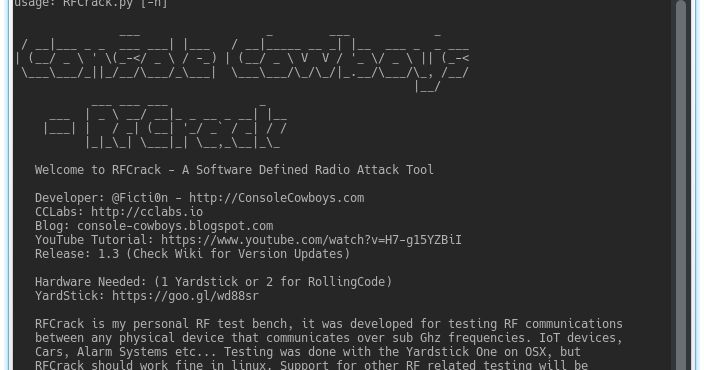 usage: RFCrack.py [-h]
Console Cowboys
- RFCrack
Welcome to RFCrack - A Software Defined Radio Attack Tool
Developer: @Ficti0n - http://ConsoleCowboys.com
CCLabs: http://cclabs.io
Blog: console-cowboys.blogspot.com
YouTube Tutorial: https://www.youtube.com/watch?v=H7-g15YZBiI
Release: 1.3 (Check Wiki for Version Updates)
Hardware Needed: (1 Yardstick or 2 for RollingCode)
YardStick: https://goo.gl/wd88sr
RFCrack is my personal RF test bench, it was developed for testing RF communications
between any physical device that communicates over sub Ghz frequencies. IoT devices,
Cars, Alarm Systems etc... Testing was done with the Yardstick One on OSX, but
RFCrack should work fine in linux. Support for other RF related testing will be